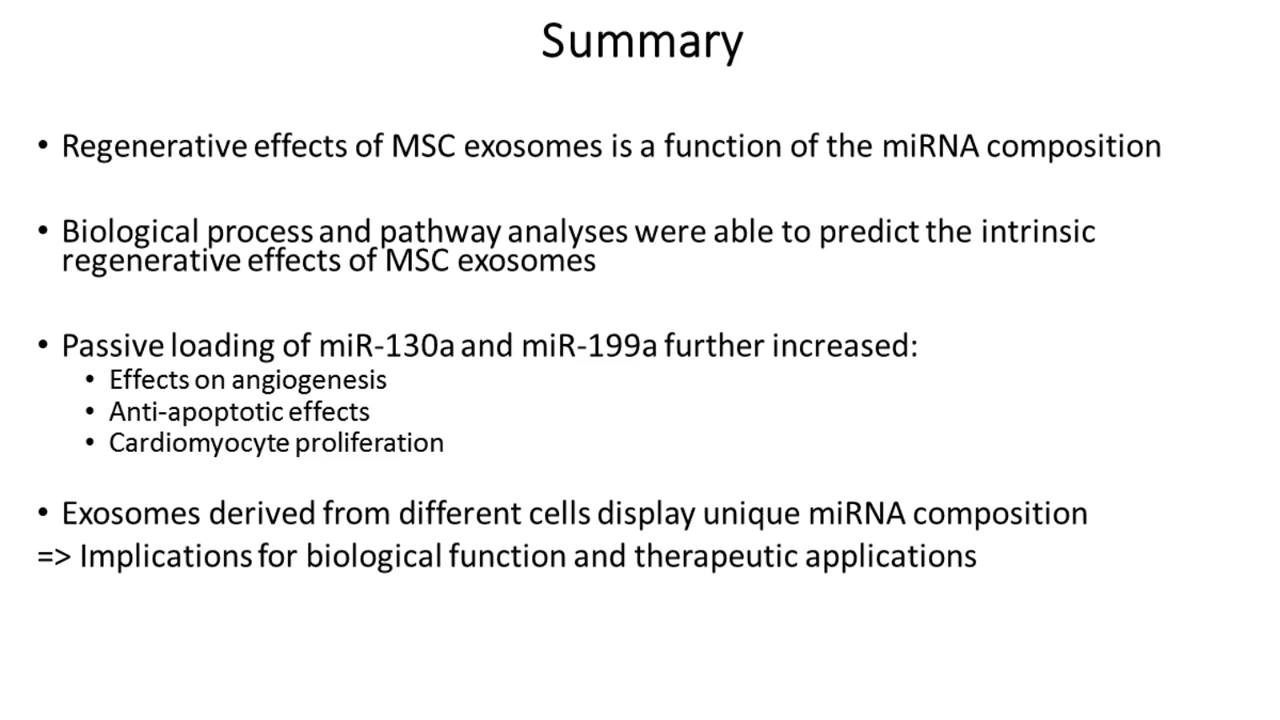 Summary
• Regenerative effects of MSC exosomes is a function of the miRNA composition
• Biological process and pathway analyses were able to predict the intrinsic
regenerative effects of MSC exosomes
• Passive loading of miR-130a and miR-199a further increased:
• Effects on angiogenesis
• Anti-apoptotic effects
• Cardiomyocyte proliferation
• Exosomes derived from different cells display unique miRNA composition
=> Implications for biological function and therapeutic applications